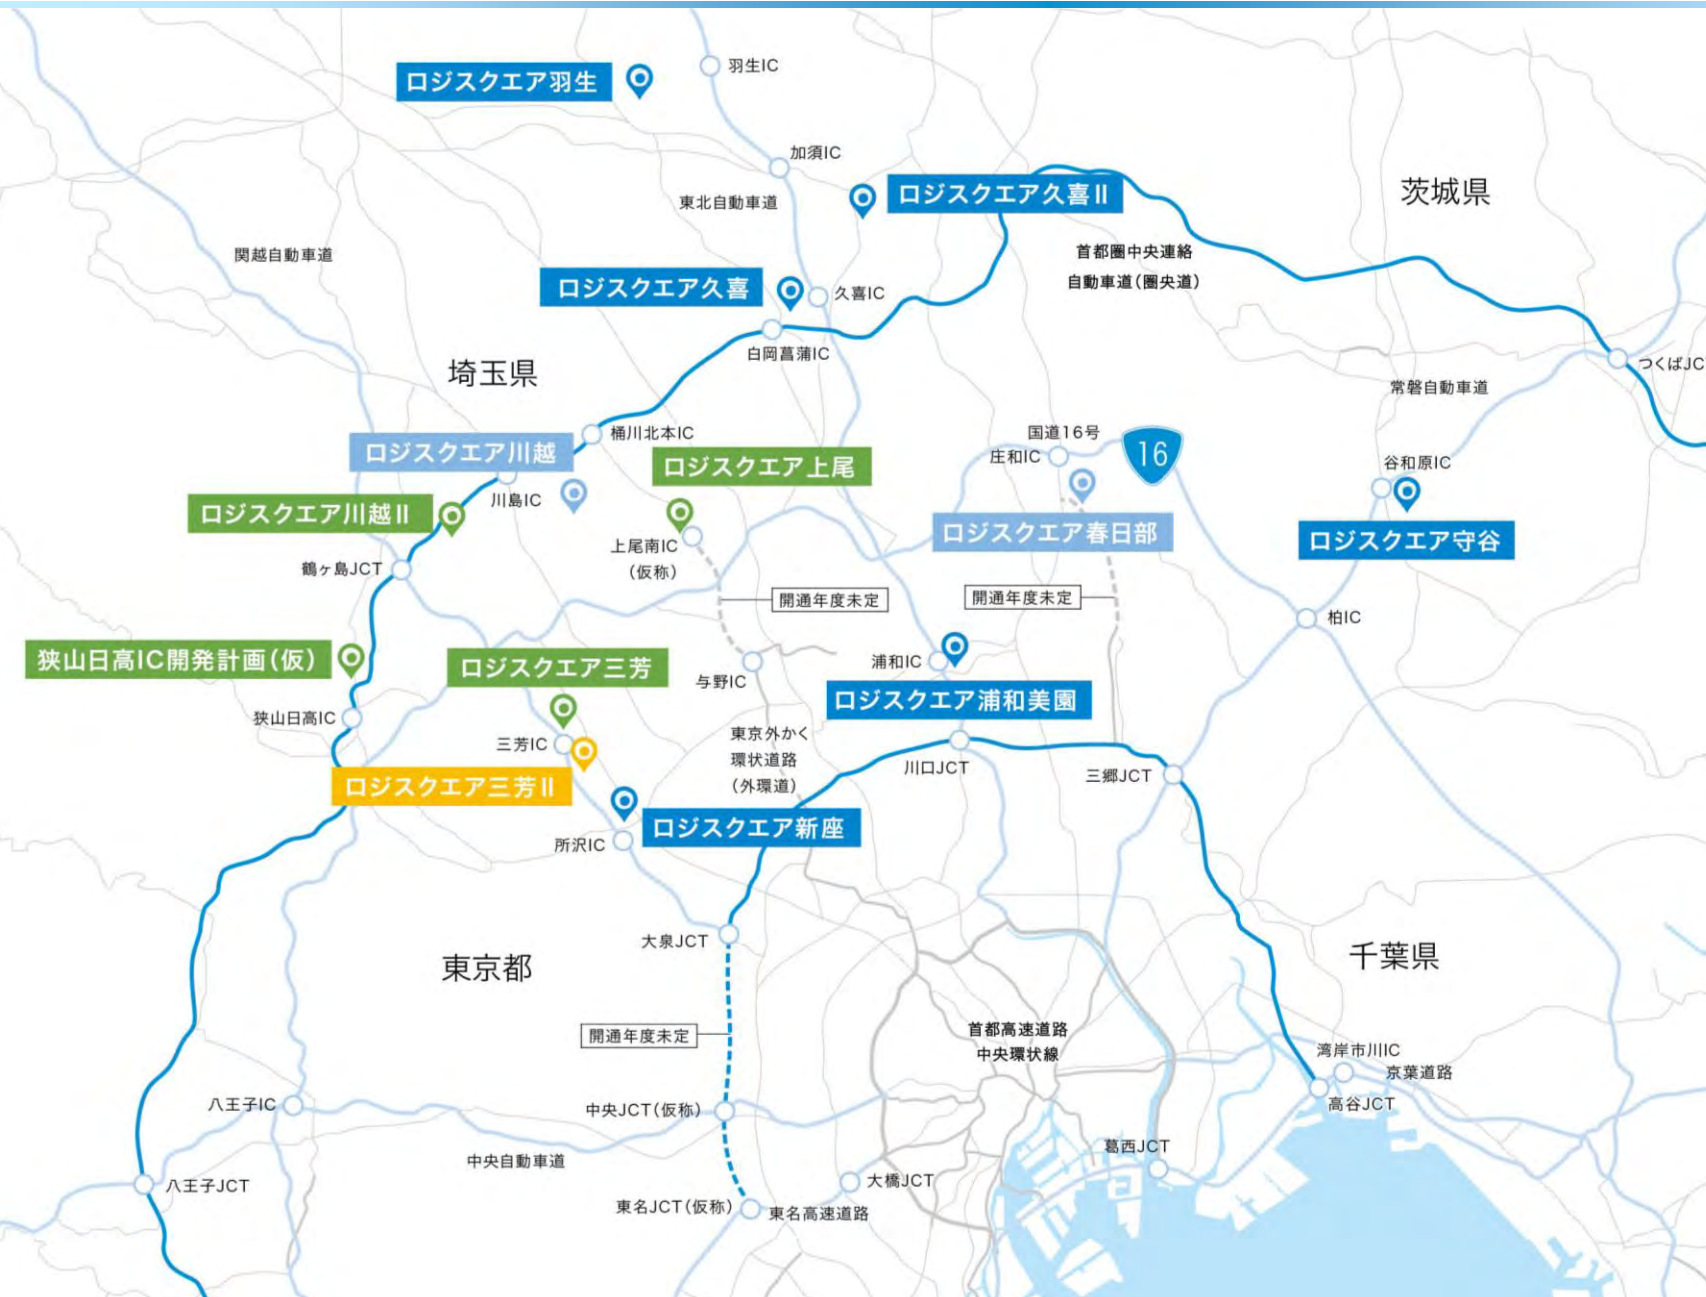 羽生IC
ロジスクエア羽生
加須IC
東北自動車道
ロジスクエア久喜Ⅱ
茨城県
関越自動車道
首都圏中央連絡
自動車道(圏央道)
ロジスクエア久喜
久喜IC
白岡菖蒲IC
埼玉県
つくばJC
常磐自動車道
桶川北本IC
国道16号
16
庄和IC
ロジスクエア川越
ロジスクエア上尾
谷和原IC
川島IC
ロジスクエア川越Ⅱ
ロジスクエア春日部
ロジスクエア守谷
上尾南IC
(仮称)
鶴ヶ島JCT
開通年度未定
開通年度未定
柏IC
狭山日高IC開発計画(仮)
ロジスクエア三芳
浦和IC
与野IC
ロジスクエア浦和美園
狭山日高IC
三芳IC
東京外かく
環状道路
(外環道)
川口JCT
三郷JCT
ロジスクエア三芳Ⅱ
ロジスクエア新座
所沢IC
大泉JCT
東京都
千葉県
開通年度未定
首都高速道路
中央環状線
湾岸市川IC
京葉道路
高谷JCT
八王子IC
中央JCT(仮称)
葛西JCT
中央自動車道
八王子JCT
大橋JCT
東名JCT(仮称)
東名高速道路